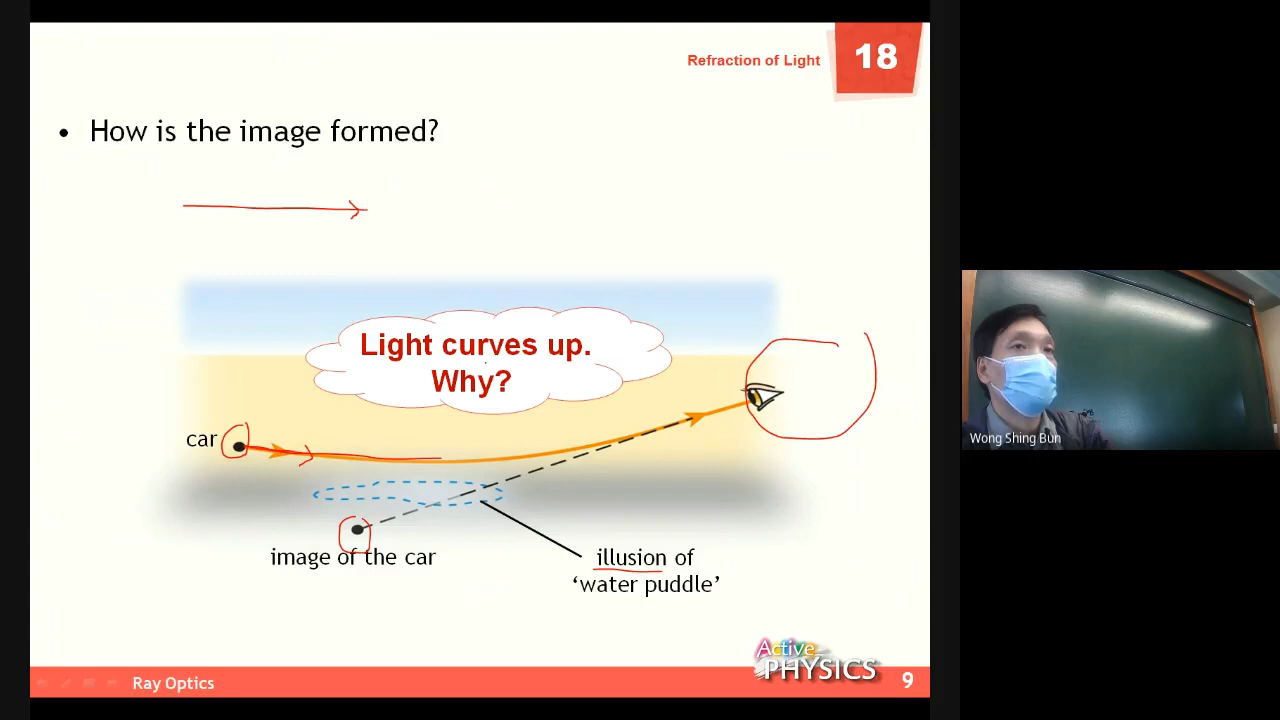 Refraction of Light
18
• How is the image formed?
Light curves up.
Why?
car
image of the car
illusion of
‘water puddle’
Wong Shing Bun
Active
PHYSICS
Ray Optics
9